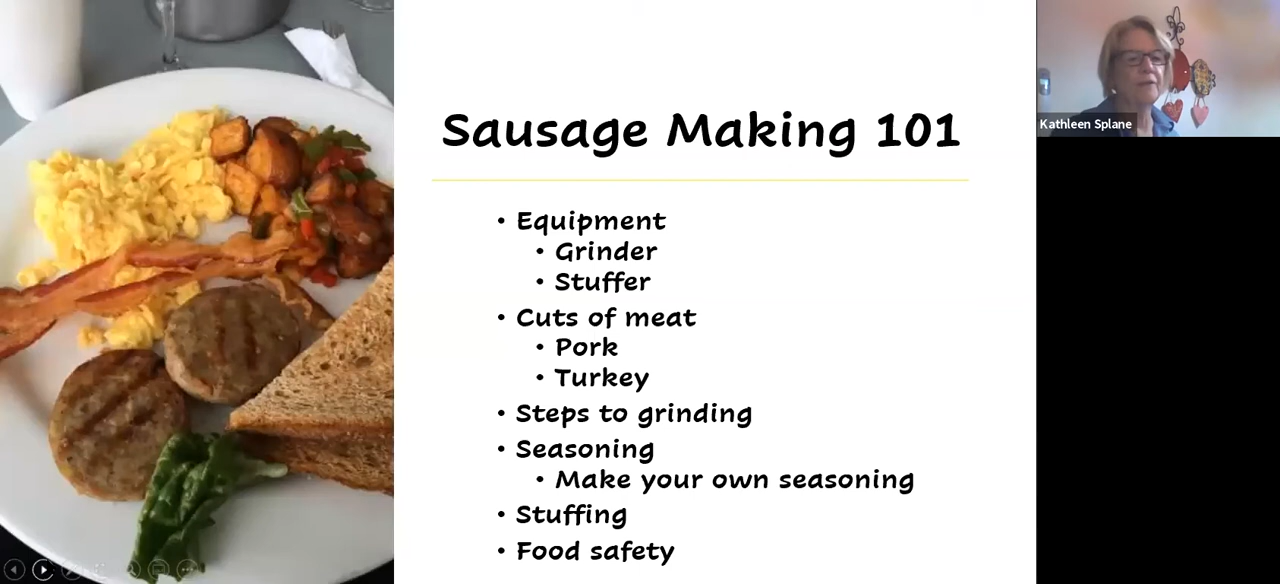 Sausage Making 101
• Equipment
• Grinder
• Stuffer
• Cuts of meat
• Pork
• Turkey
• Steps to grinding
• Seasoning
• Make your own seasoning
• Stuffing
• Food safety
Kathleen Splane